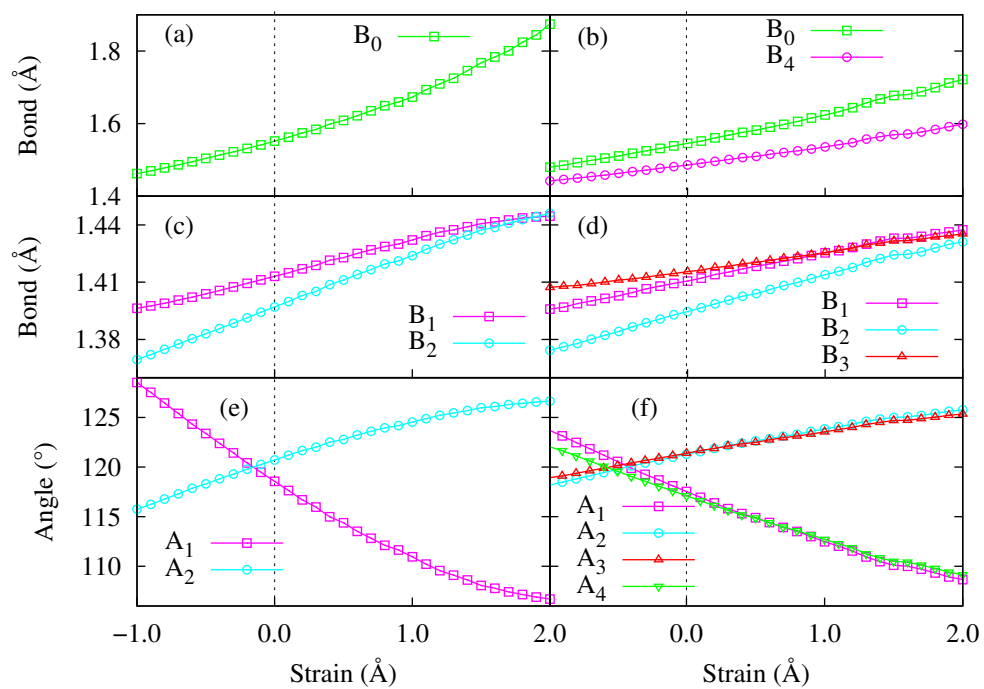 (a)
B0
(b)
B0
B4
Bond (Å)
1.8
1.6
1.4
(c)
B1
B2
(d)
B1
B2
B3
Bond (Å)
1.44
1.41
1.38
(e)
A1
A2
(f)
A1
A2
A3
A4
Angle (°)
125
120
115
110
−1.0 0.0 1.0 2.0 0.0 1.0 2.0
Strain (Å) Strain (Å)